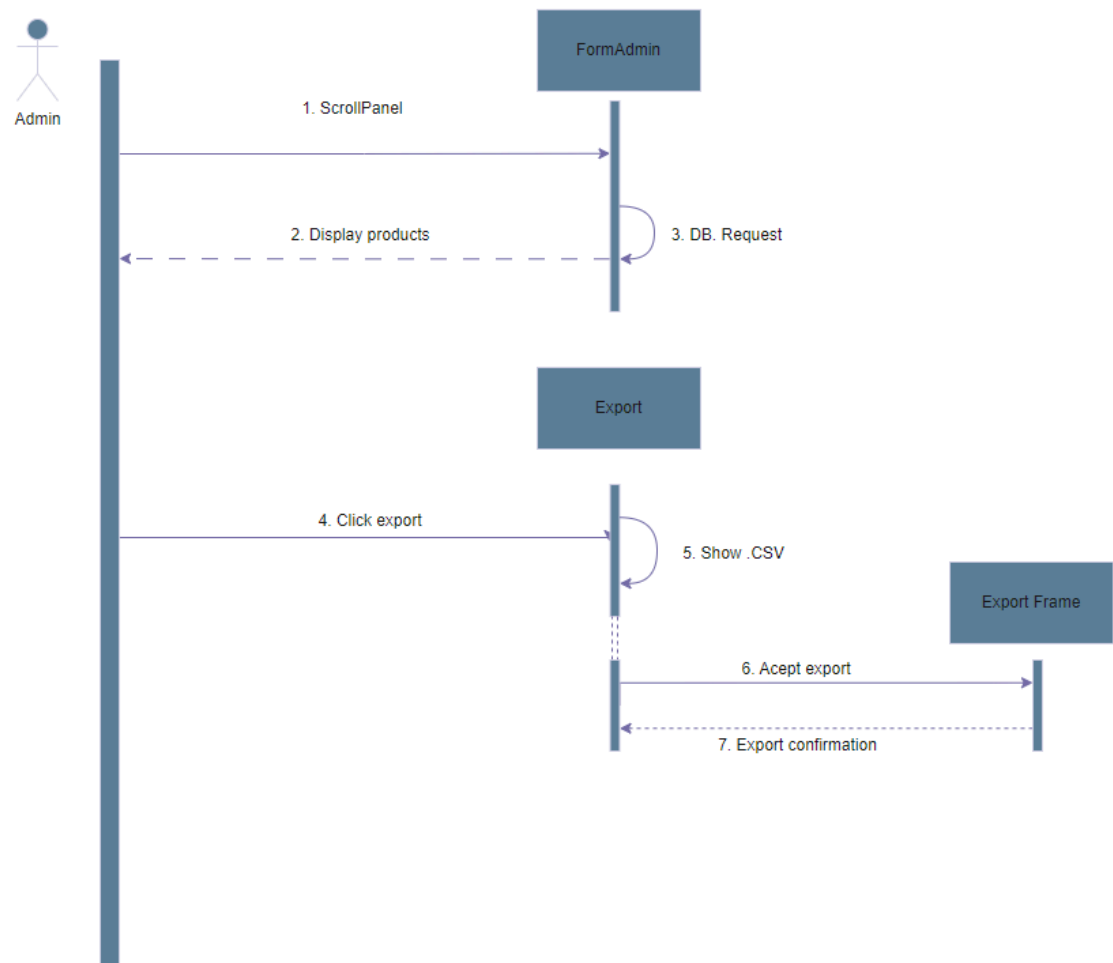 FormAdmin
Admin
1. ScrollPanel
2. Display products
3. DB. Request
Export
4. Click export
5. Show .CSV
Export Frame
6. Acept export
7. Export confirmation